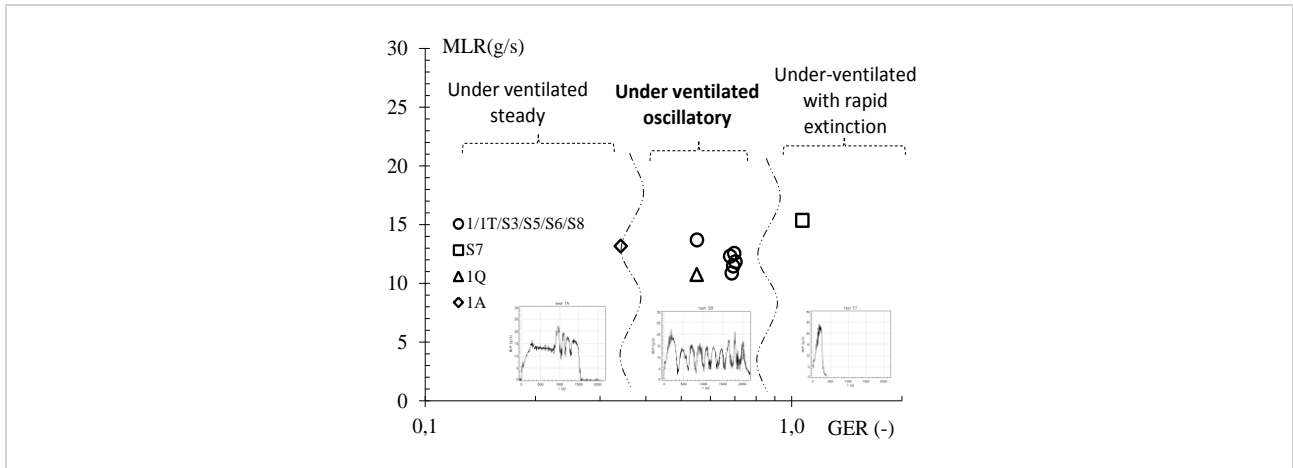 MLR(g/s)
30
25
20
15
10
5
0
Under ventilated
steady
Under ventilated
oscillatory
Under-ventilated
with rapid
extinction
1/1T/S3/S5/S6/S8
S7
1Q
1A
0,1
1,0
GER (-)